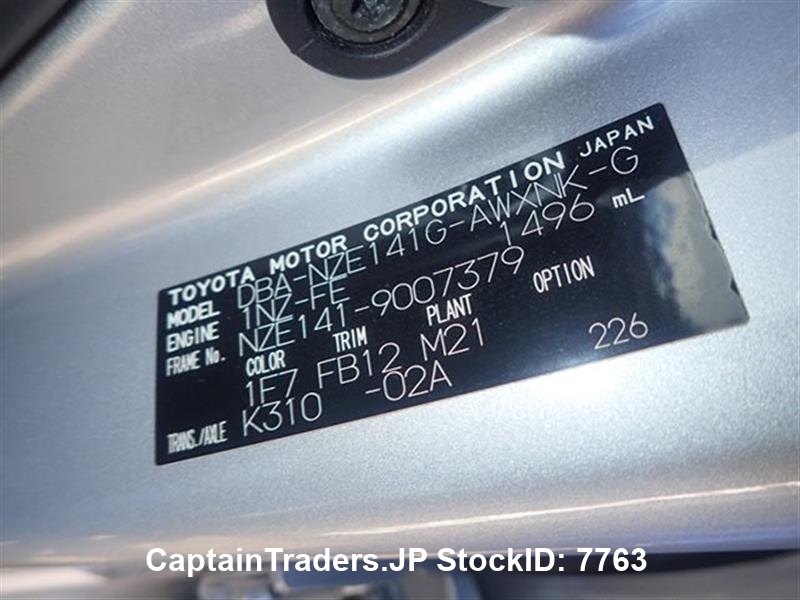 TOYOTA MOTOR CORPORATION JAPAN
MODEL DBA-NZE141G-AWXNK-G
ENGINE 1NZ-FE 1496 mL
FRAME No. NZE141-9007379
COLOR TRIM PLANT OPTION
1F7 FB12 M21 226
TRANS./AXLE K310 -02A
CaptainTraders.JP StockID: 7763